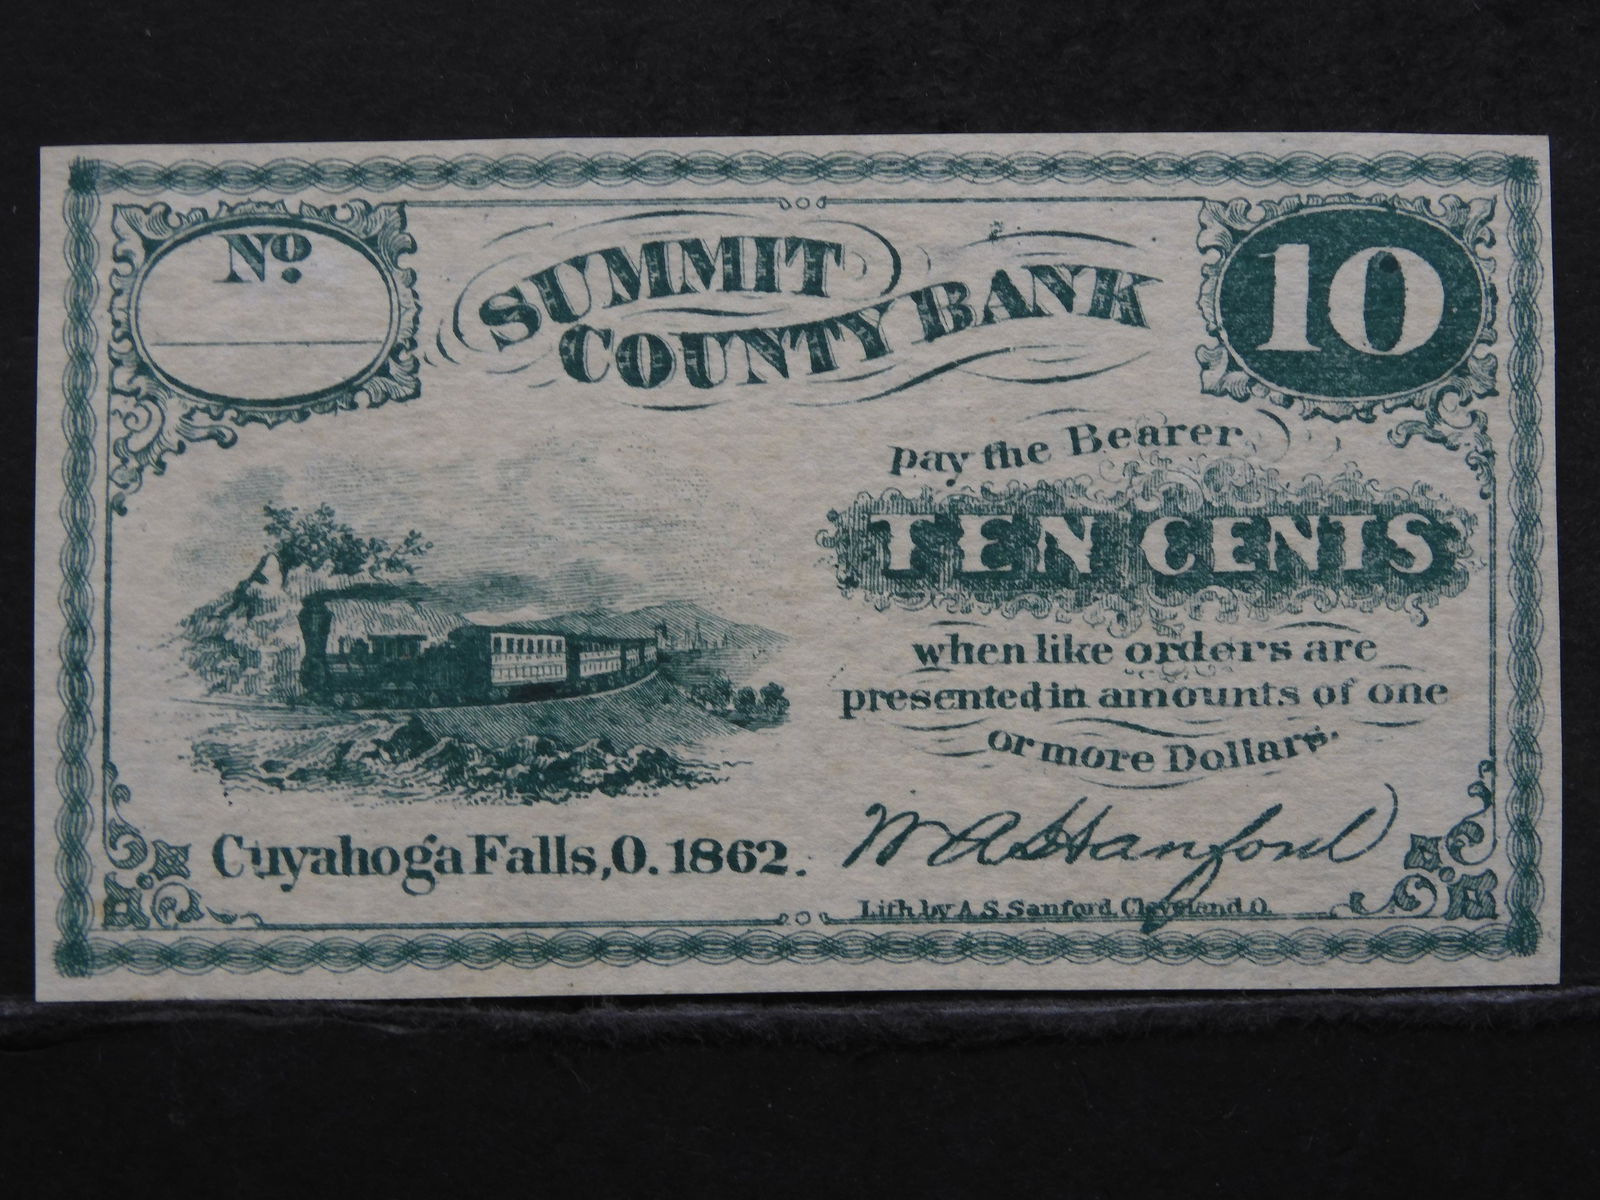 No.
SUMMIT
COUNTY BANK
10
pay the Bearer
TEN CENTS
when like orders are
presented in amounts of one
or more Dollars.
Cuyahoga Falls, O. 1862.
Lith. by A. S. Sanford, Cleveland O.